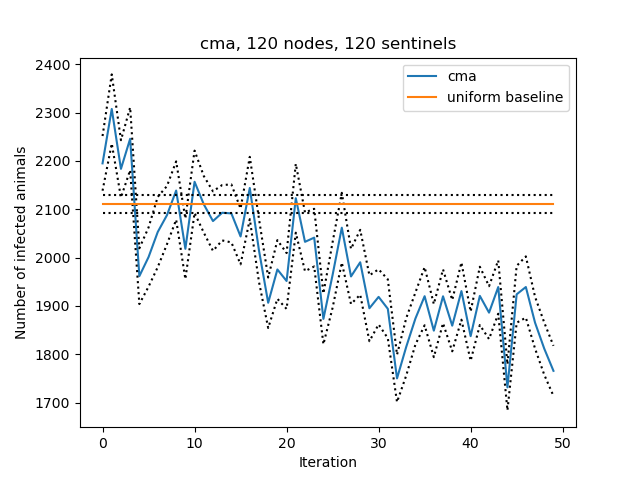 cma, 120 nodes, 120 sentinels
2400
2300
2200
2100
2000
1900
1800
1700
Number of infected animals
cma
uniform baseline
0
10
20
30
40
50
Iteration